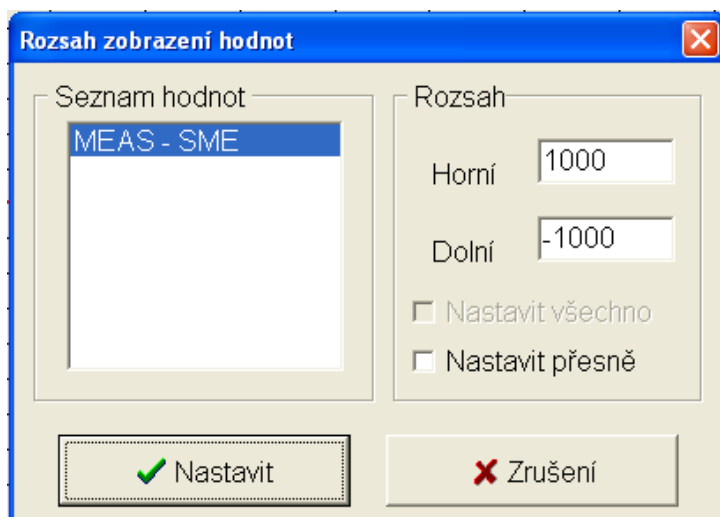 Rozsah zobrazení hodnot
Seznam hodnot
MEAS - SME
Rozsah
Horní 1000
Dolní -1000
Nastavit všechno
Nastavit přesně
Nastavit
Zrušení